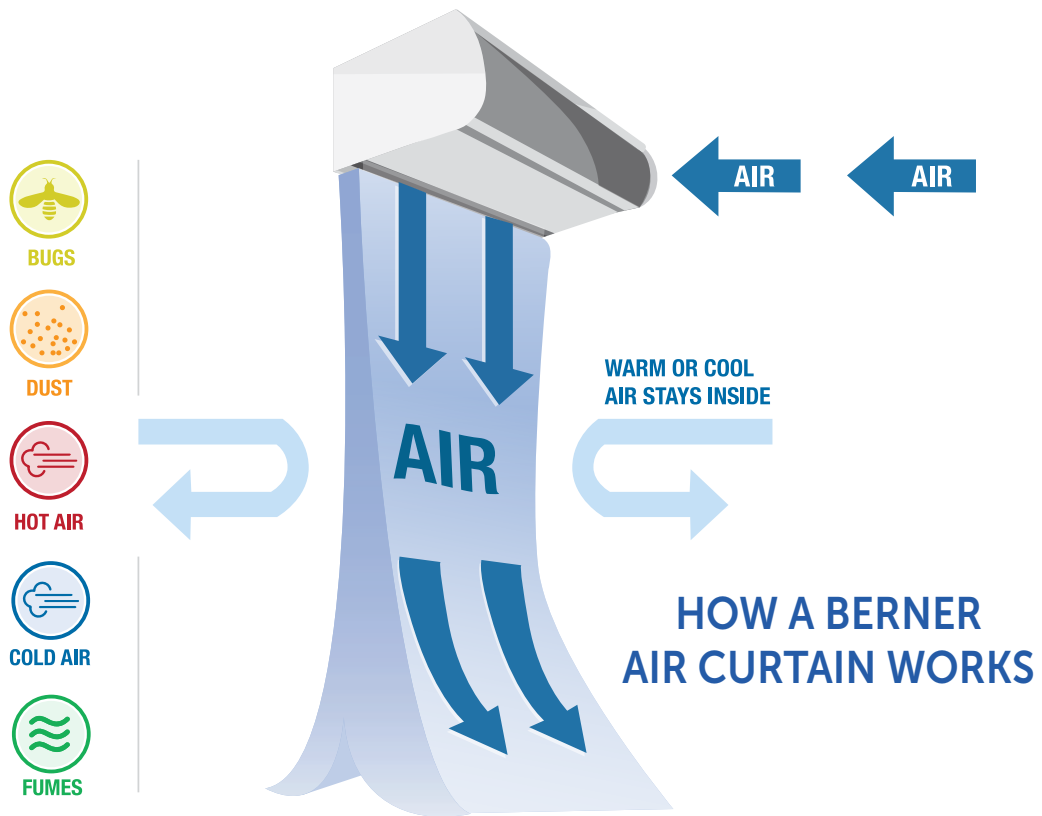 AIR
AIR
BUGS
DUST
WARM OR COOL
AIR STAYS INSIDE
AIR
HOT AIR
HOW A BERNER
AIR CURTAIN WORKS
COLD AIR
FUMES